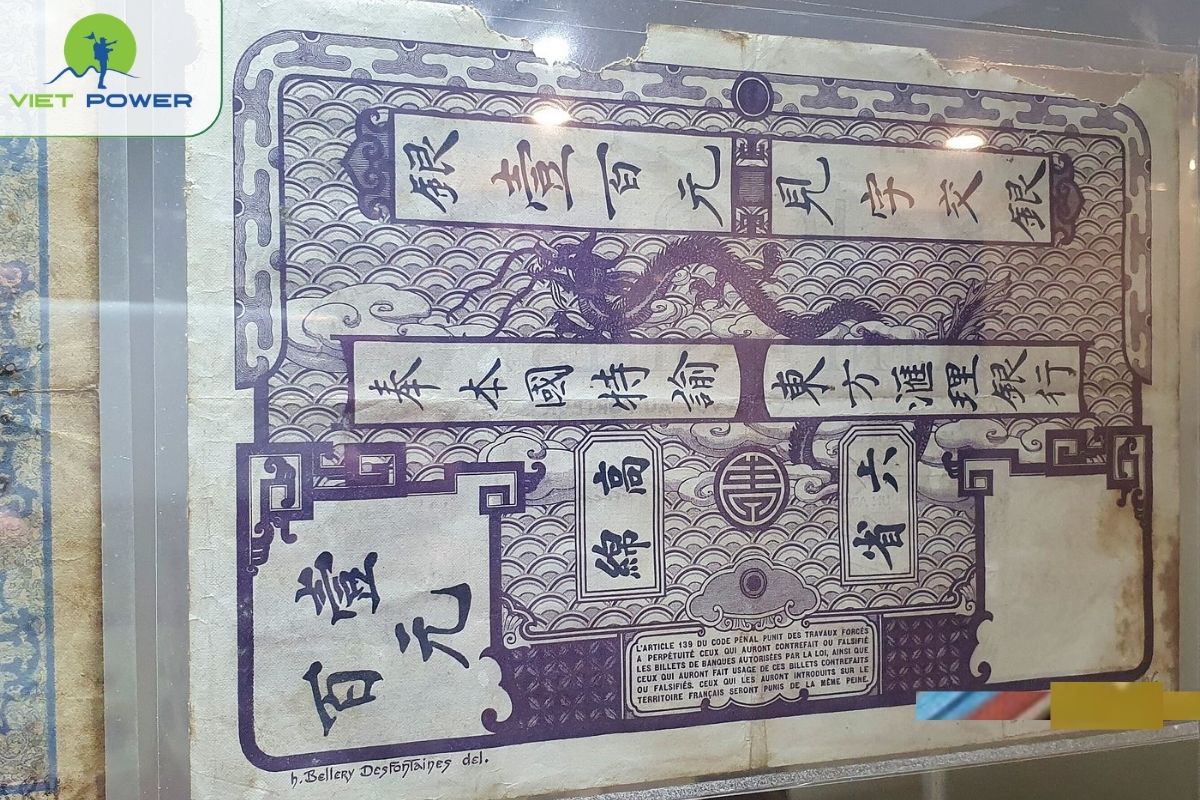 VIET POWER
銀壹百元
見字交銀
奉本國特諭
東方滙理銀行
高綿
六省
壹百元
L'ARTICLE 139 DU CODE PÉNAL PUNIT DES TRAVAUX FORCÉS
A PERPÉTUITÉ CEUX QUI AURONT CONTREFAIT OU FALSIFIÉ
LES BILLETS DE BANQUES AUTORISÉES PAR LA LOI, AINSI QUE
CEUX QUI AURONT FAIT USAGE DE CES BILLETS CONTREFAITS
OU FALSIFIÉS. CEUX QUI LES AURONT INTRODUITS SUR LE
TERRITOIRE FRANÇAIS SERONT PUNIS DE LA MÊME PEINE.
h. Bellery Desfontaines del.